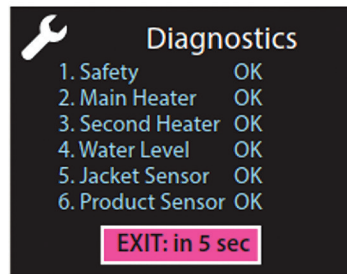 Diagnostics
1. Safety OK
2. Main Heater OK
3. Second Heater OK
4. Water Level OK
5. Jacket Sensor OK
6. Product Sensor OK
EXIT: in 5 sec